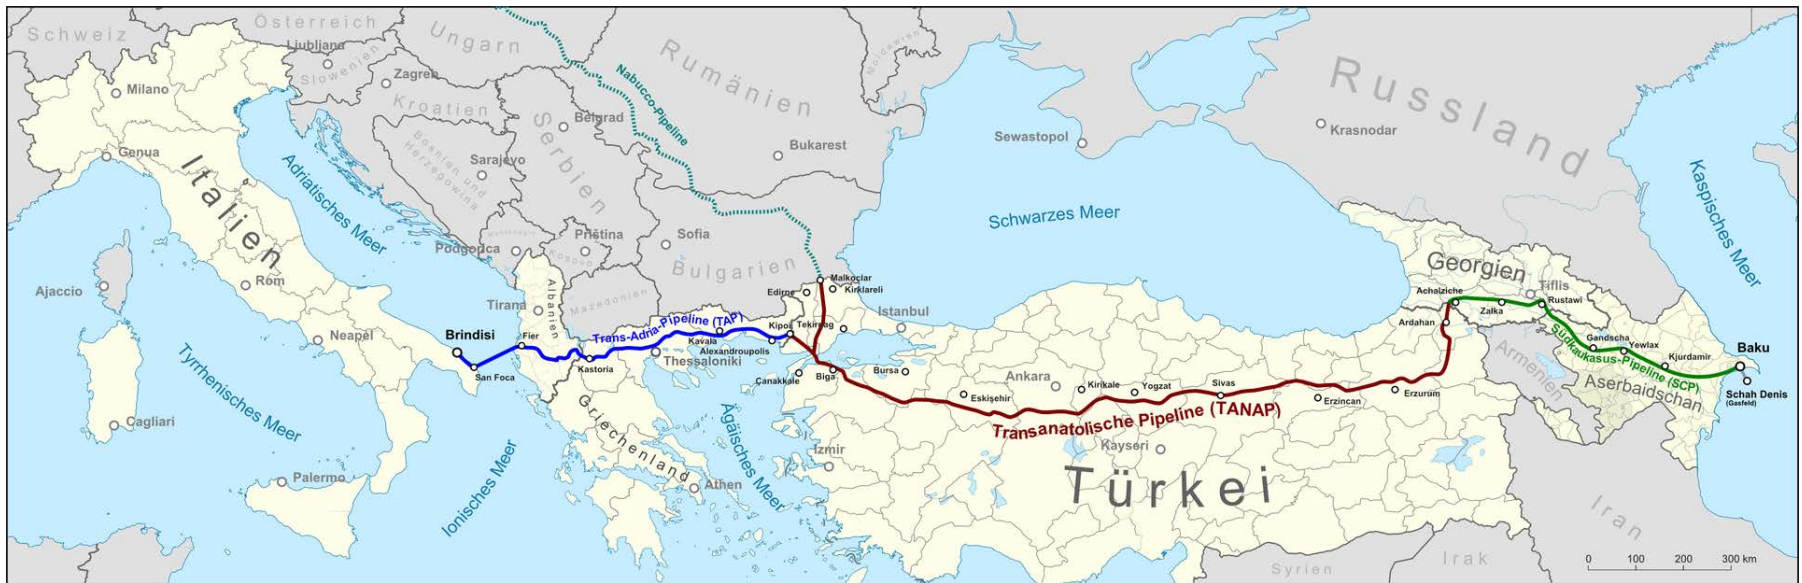 Schweiz
Österreich
Ljubljana
Slowenien
Ungarn
Rumänien
Moldawien
Russland
Milano
Zagreb
Kroatien
Nabucco-Pipeline
Belgrad
Serbien
Bukarest
Sewastopol
Krasnodar
Genua
Italien
Adriatisches Meer
Bosnien und
Herzegowina
Sarajevo
Kaspisches Meer
Schwarzes Meer
Podgorica
Priština
Kosovo
Sofia
Bulgarien
Ajaccio
Rom
Tirana
Albanien
Mazedonien
Malkoçlar
Edirne
Kirklareli
Georgien
Tiflis
Achalziche
Rustawi
Zalka
Ardahan
Neapel
Brindisi
Fier
Trans-Adria-Pipeline (TAP)
Kipoi
Tekirdag
Istanbul
Kavala
Alexandroupolis
Thessaloniki
San Foca
Kastoria
Südkaukasus-Pipeline (SCP)
Gandscha
Yewlax
Kjurdamir
Baku
Schah Denis
(Gasfeld)
Armenien
Aserbaidschan
Tyrrhenisches Meer
Çanakkale
Biga
Bursa
Ankara
Eskişehir
Kirikale
Yogzat
Sivas
Erzincan
Erzurum
Transanatolische Pipeline (TANAP)
Cagliari
Griechenland
Ägäisches Meer
Izmir
Kayseri
Türkei
Palermo
Ionisches Meer
Athen
Iran
Irak
Syrien
0 100 200 300 km